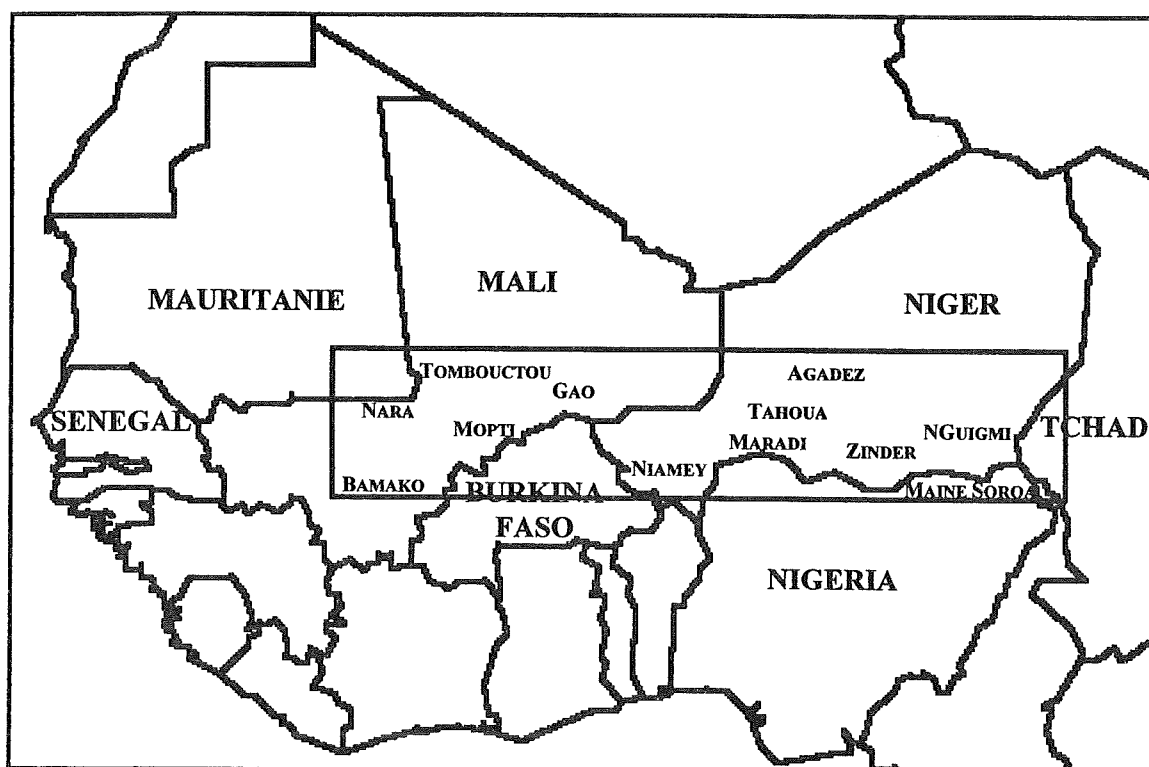 MALI
MAURITANIE
NIGER
TOMBOUCTOU
AGADEZ
GAO
NARA
TAHOUA
SENEGAL
MOPTI
NGUIGMI
TCHAD
MARADI
ZINDER
NIAMEY
BAMAKO
BURKINA
FASO
MAINE SOROA
NIGERIA